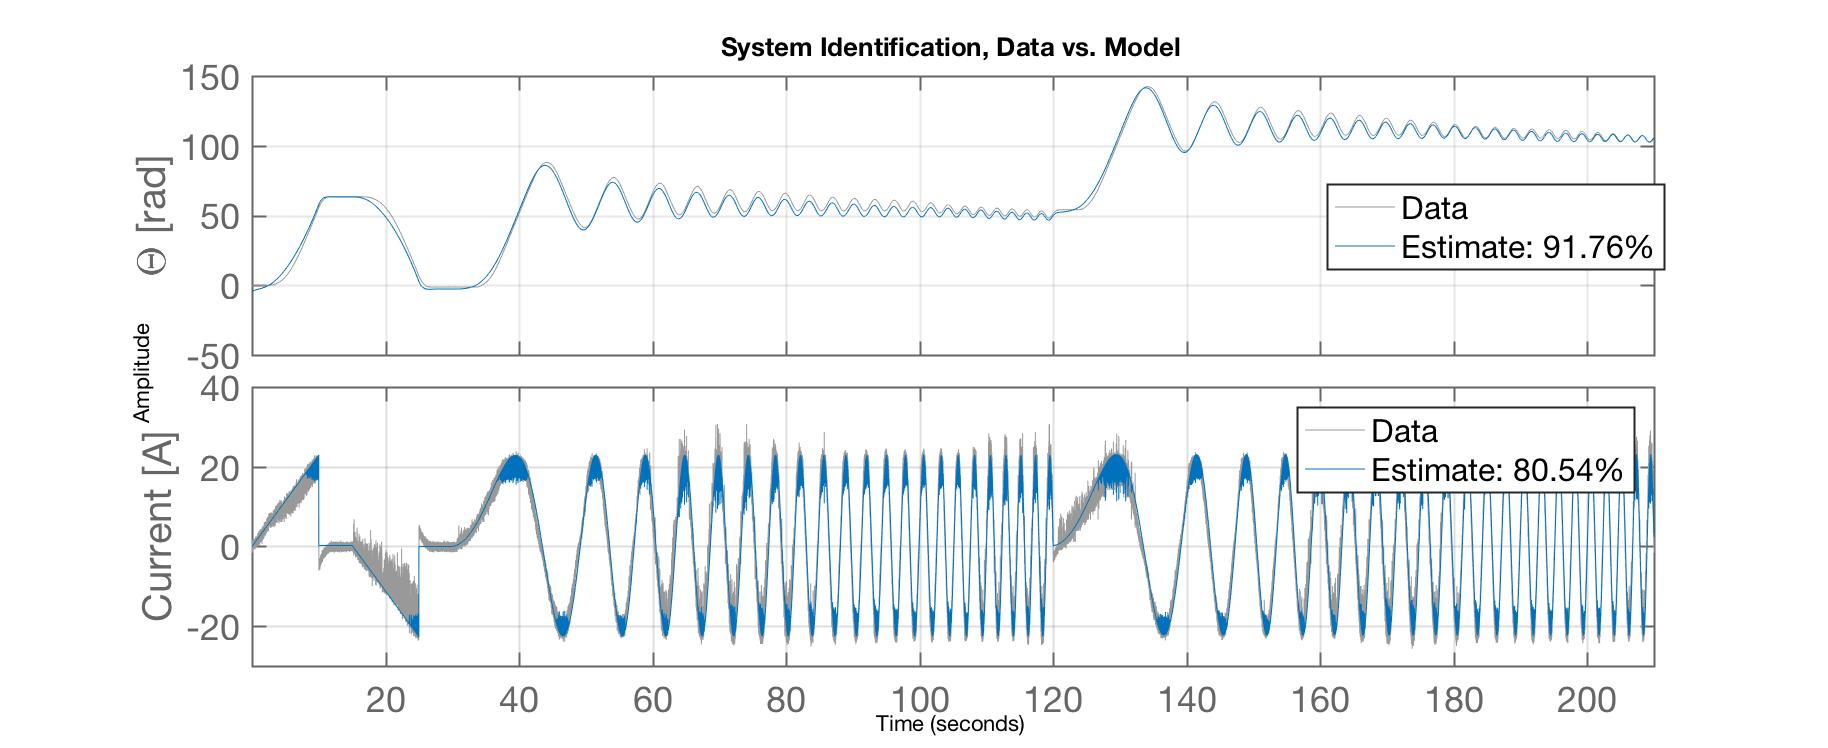 System Identification, Data vs. Model
150
100
50
0
-50
Θ [rad]
Data
Estimate: 91.76%
Amplitude
40
20
0
-20
Current [A]
Data
Estimate: 80.54%
20 40 60 80 100 120 140 160 180 200
Time (seconds)